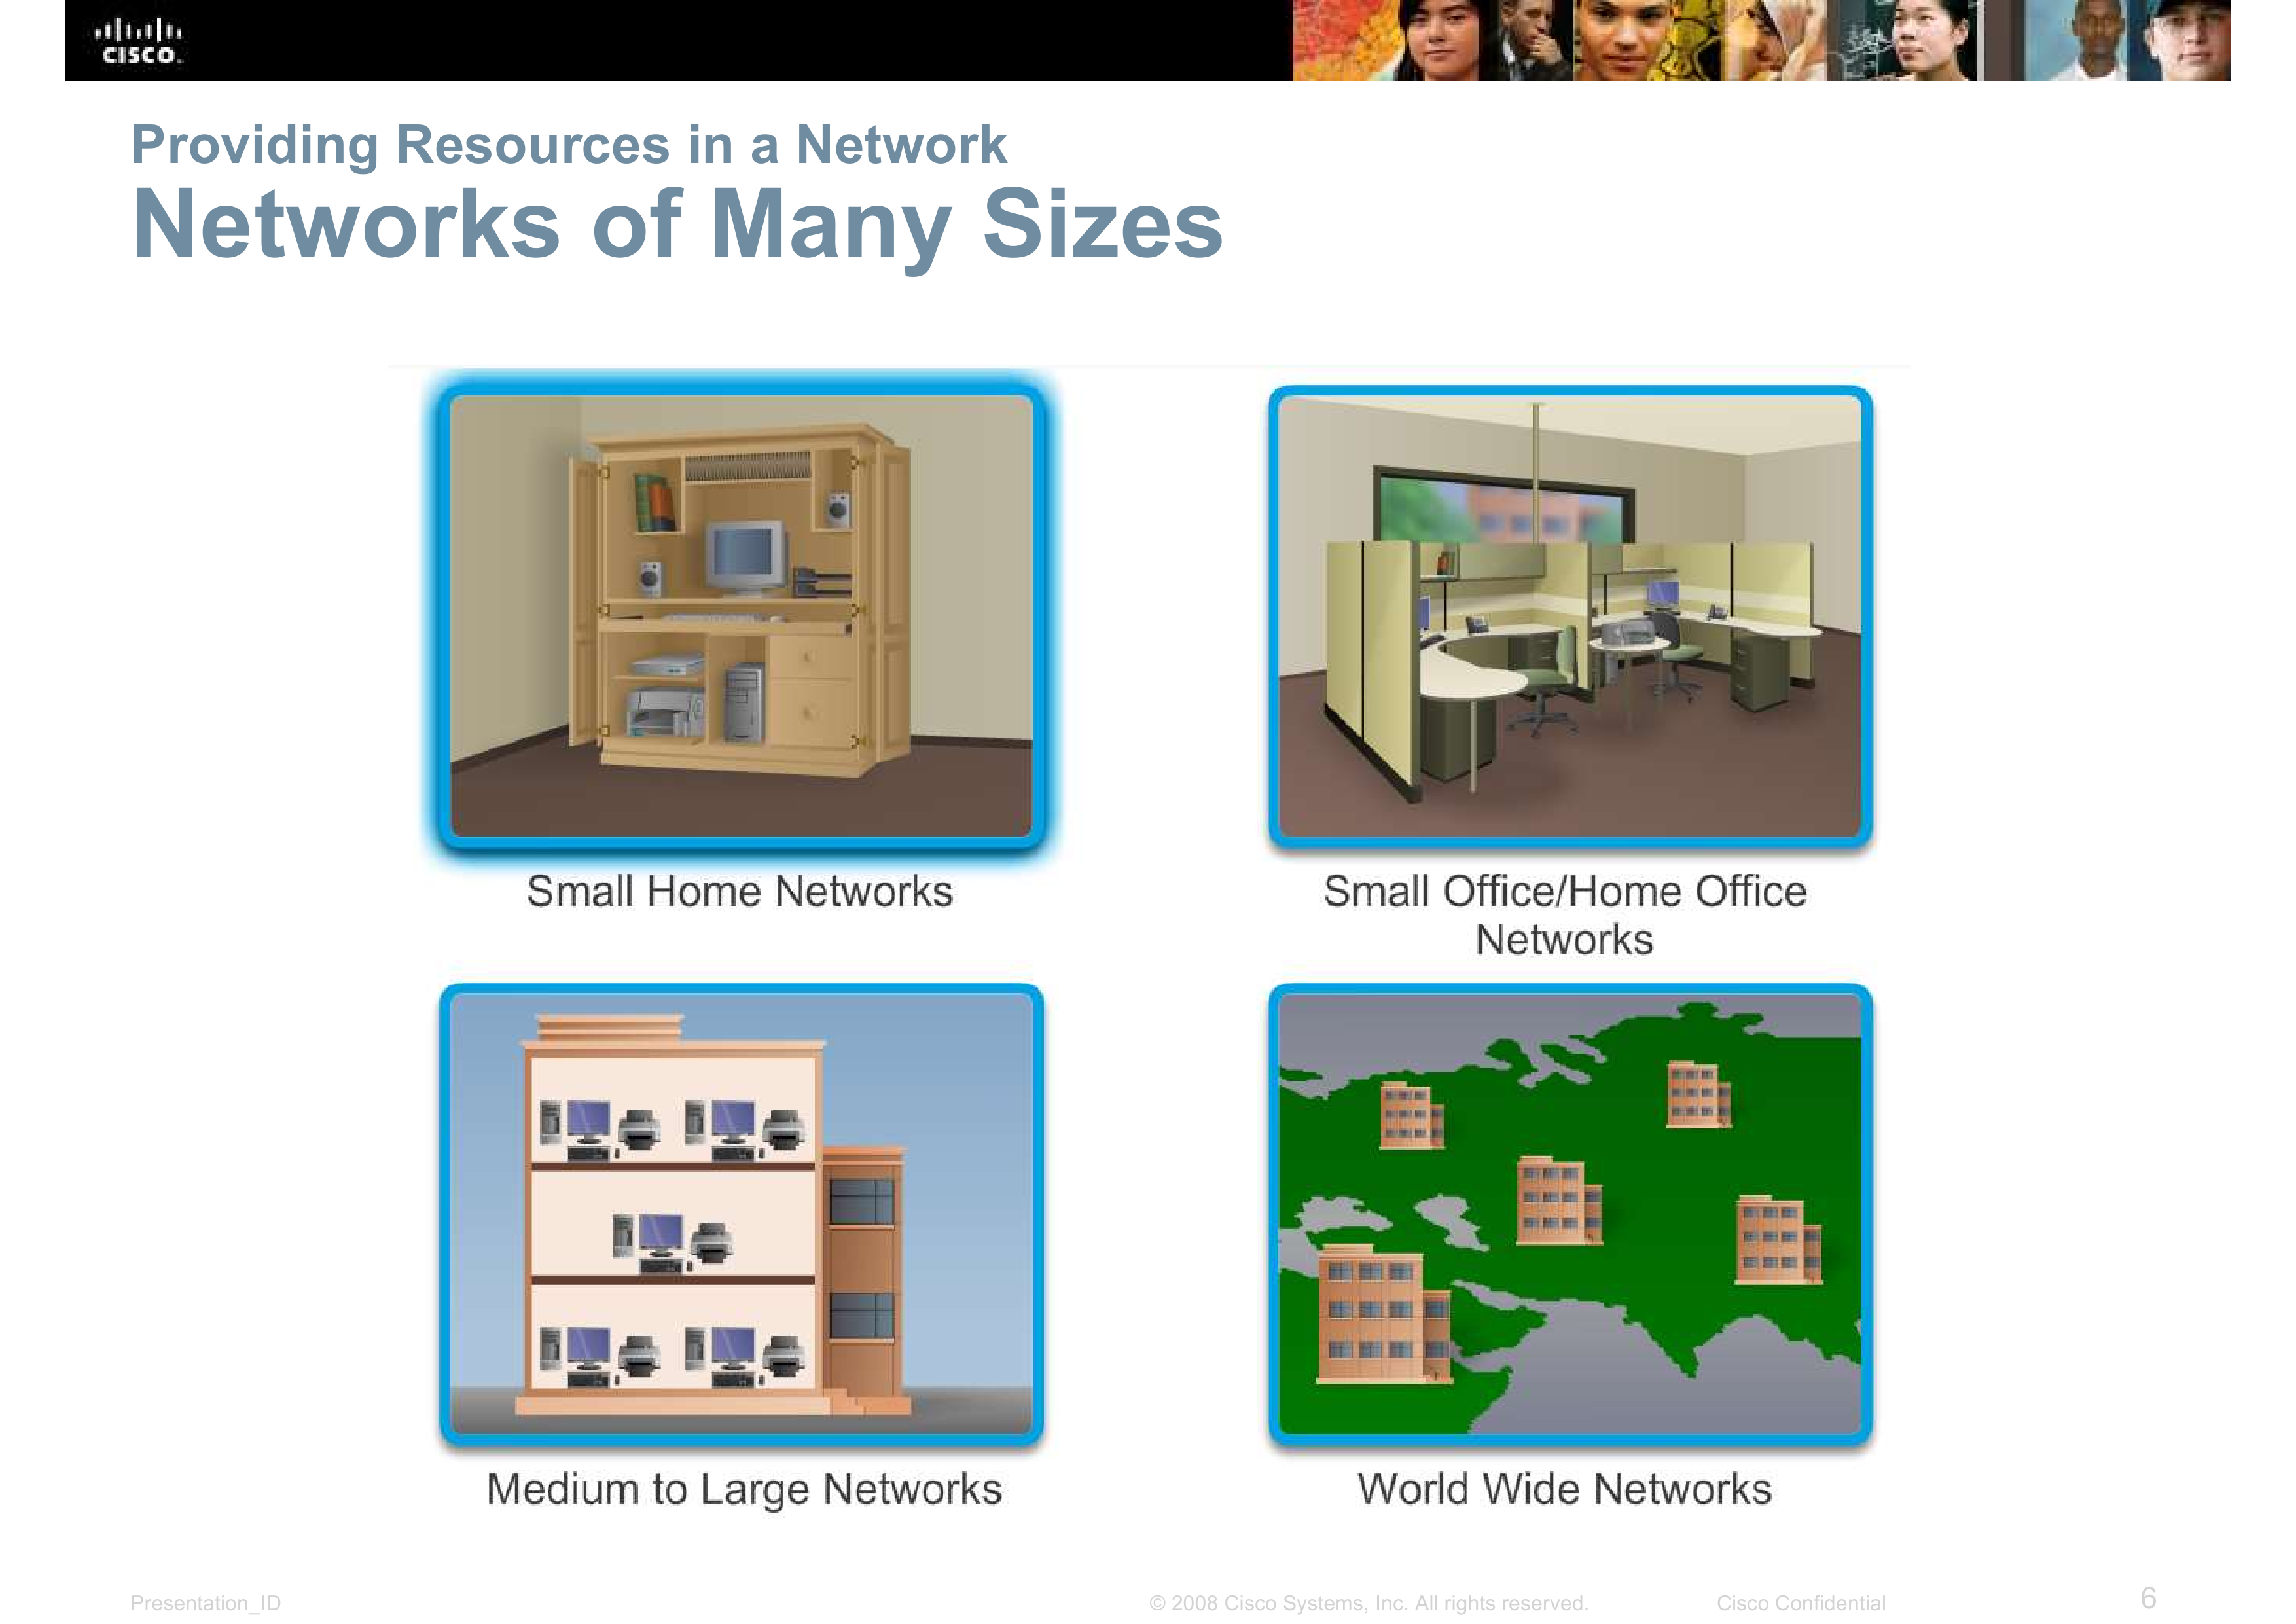 CISCO
Providing Resources in a Network
Networks of Many Sizes
Small Home Networks
Small Office/Home Office
Networks
Medium to Large Networks
World Wide Networks
Presentation_ID
© 2008 Cisco Systems, Inc. All rights reserved.
Cisco Confidential
6